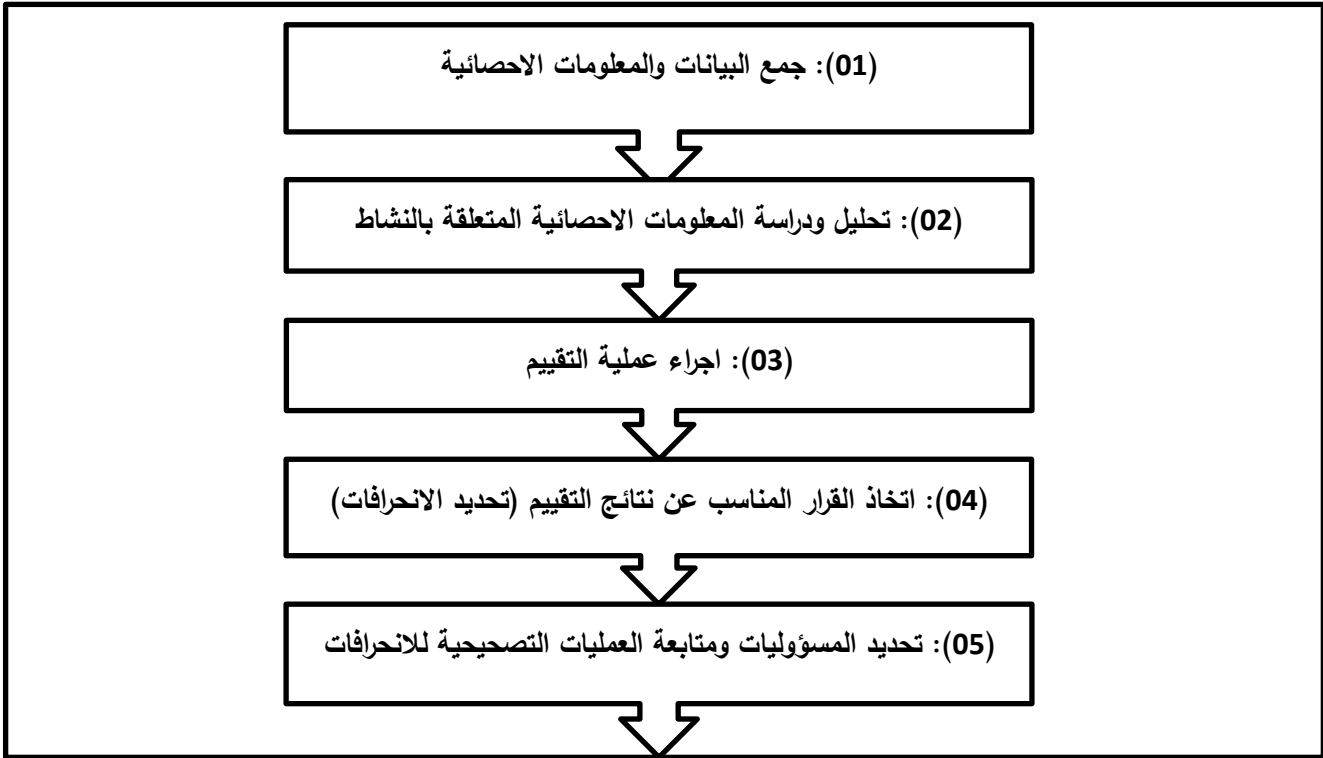 (01): جمع البيانات والمعلومات الاحصائية
(02): تحليل ودراسة المعلومات الاحصائية المتعلقة بالنشاط
(03): اجراء عملية التقييم
(04): اتخاذ القرار المناسب عن نتائج التقييم (تحديد الانحرافات)
(05): تحديد المسؤوليات ومتابعة العمليات التصحيحية للانحرافات